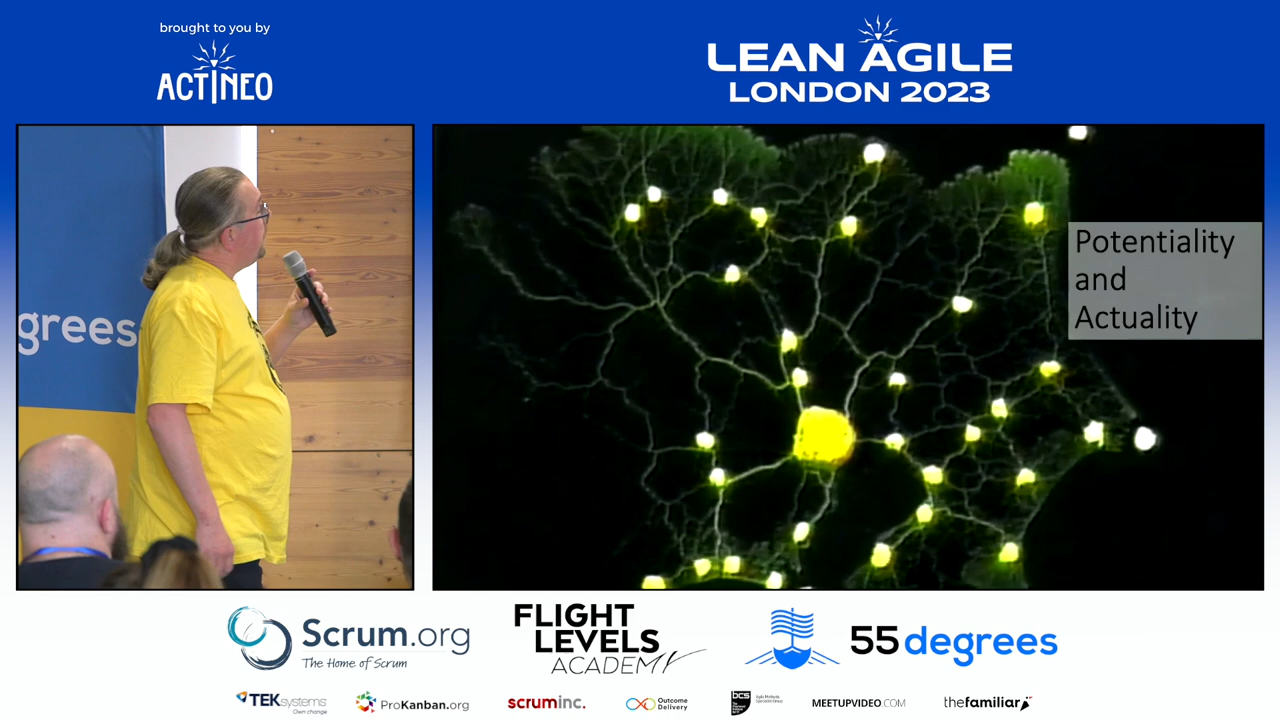 brought to you by
ACTINEO
LEAN AGILE
LONDON 2023
grees
Potentiality
and
Actuality
Scrum.org
The Home of Scrum
FLIGHT
LEVELS
ACADEMY
55degrees
TEKsystems
Own change
ProKanban.org
scruminc.
Outcome
Delivery
bcs
MEETUPVIDEO.COM
thefamiliar